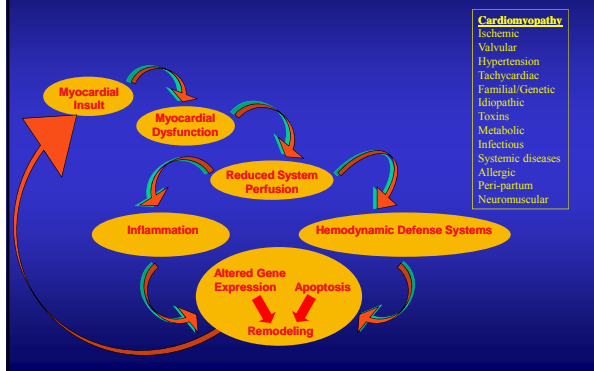 Cardiomyopathy
Ischemic
Valvular
Hypertension
Tachycardiac
Familial/Genetic
Idiopathic
Toxins
Metabolic
Infectious
Systemic diseases
Allergic
Peri-partum
Neuromuscular
Myocardial
Insult
Myocardial
Dysfunction
Reduced System
Perfusion
Inflammation
Hemodynamic Defense Systems
Altered Gene
Expression
Apoptosis
Remodeling